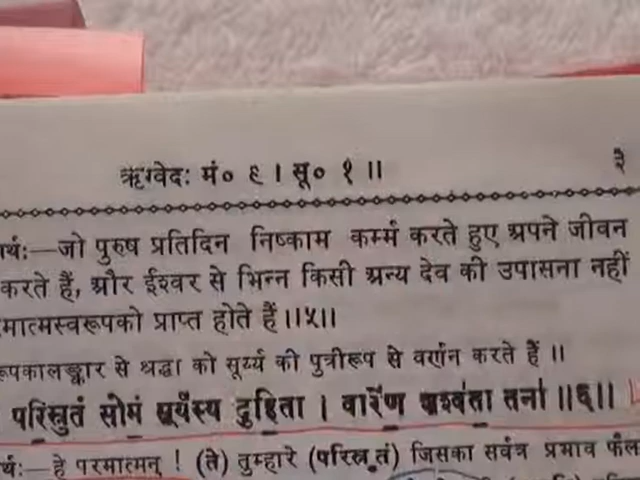 ऋग्वेदः मं० ९ । सू० १ ॥ ३
र्थः—जो पुरुष प्रतिदिन निष्काम कर्म्म करते हुए अपने जीवन
करते हैं, और ईश्वर से भिन्न किसी अन्य देव की उपासना नहीं
मात्मस्वरूपको प्राप्त होते हैं ॥५॥
रूपकालङ्कार से श्रद्धा को सूर्य्य की पुत्रीरूप से वर्णन करते हैं ॥
परिस्रुतं सोमं सूर्यस्य दुहिता । वारेण शश्वता तना ॥६॥
र्थः—हे परमात्मन् ! (ते) तुम्हारे (परिस्रुतं) जिसका सर्वत्र प्रभाव फैल